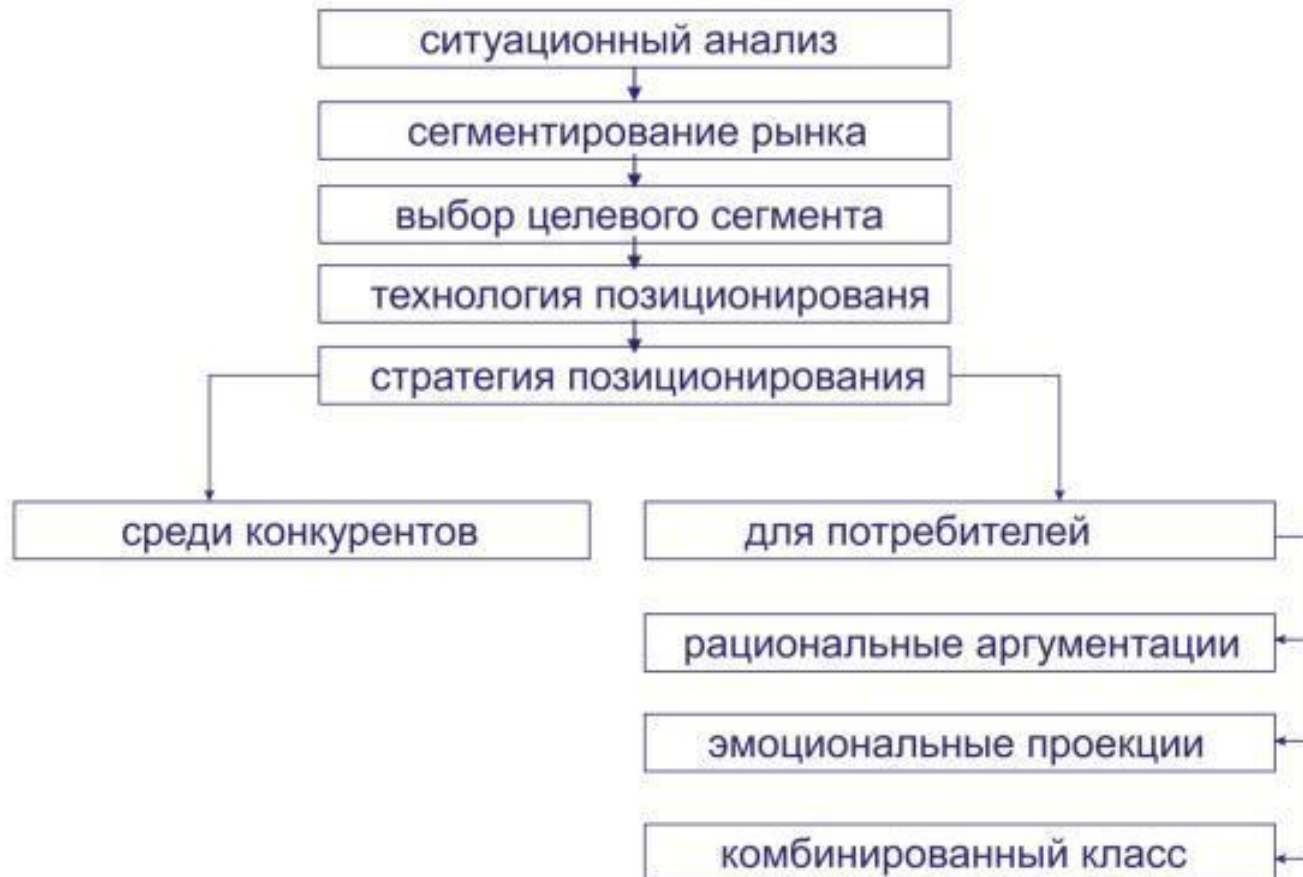 ситуационный анализ
сегментирование рынка
выбор целевого сегмента
технология позиционированя
стратегия позиционирования
среди конкурентов
для потребителей
рациональные аргументации
эмоциональные проекции
комбинированный класс